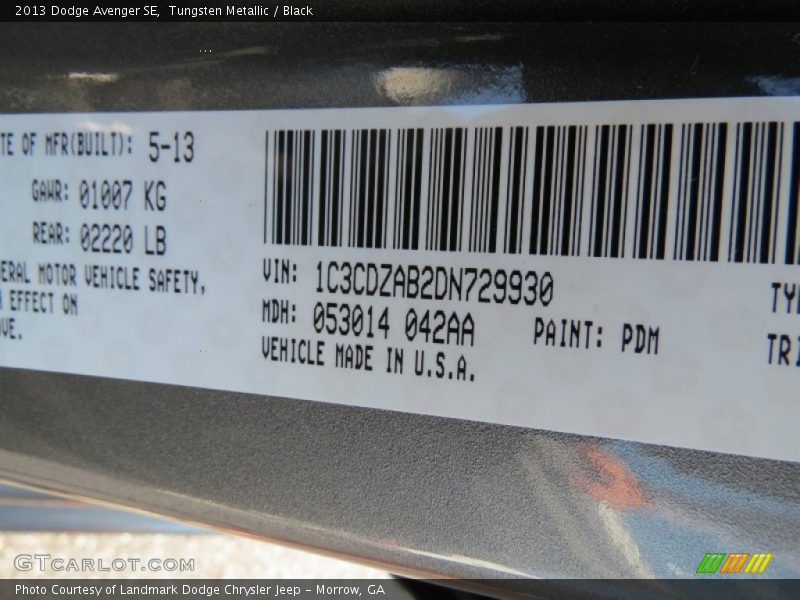 2013 Dodge Avenger SE,  Tungsten Metallic / Black
TE OF MFR(BUILT): 5-13
GAWR: 01007 KG
REAR: 02220 LB
ERAL MOTOR VEHICLE SAFETY,
EFFECT ON
VE.
VIN: 1C3CDZAB2DN729930
MDH: 053014 042AA
PAINT: PDM
VEHICLE MADE IN U.S.A.
TY
TRI
GTCARLOT.COM
Photo Courtesy of Landmark Dodge Chrysler Jeep - Morrow, GA